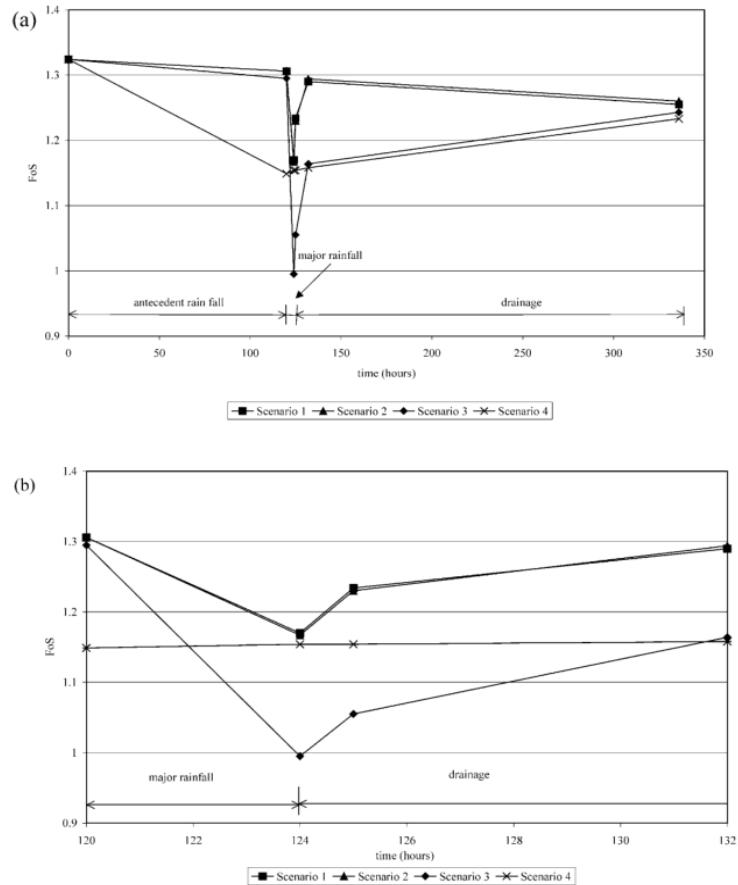 (a)
1.4
1.3
1.2
1.1
1
0.9
FoS
major rainfall
antecedent rain fall
drainage
0 50 100 150 200 250 300 350
time (hours)
Scenario 1 Scenario 2 Scenario 3 Scenario 4
(b)
1.4
1.3
1.2
1.1
1
0.9
FoS
major rainfall
drainage
120 122 124 126 128 130 132
time (hours)
Scenario 1 Scenario 2 Scenario 3 Scenario 4